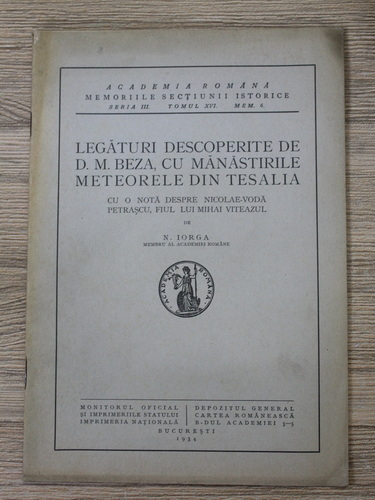 ACADEMIA ROMÂNĂ
MEMORIILE SECȚIUNII ISTORICE
SERIA III. TOMUL XVI. MEM. 8.
LEGĂTURI DESCOPERITE DE
D. M. BEZA, CU MĂNĂSTIRILE
METEORELE DIN TESALIA
CU O NOTĂ DESPRE NICOLAE-VODĂ
PETRAȘCU, FIUL LUI MIHAI VITEAZUL
DE
N. IORGA
MEMBRU AL ACADEMIEI ROMÂNE
ACADEMIA ROMÂNĂ
MONITORUL OFICIAL
ȘI IMPRIMERIILE STATULUI
IMPRIMERIA NAȚIONALĂ
DEPOZITUL GENERAL
CARTEA ROMÂNEASCĂ
B-DUL ACADEMIEI 3—5
BUCUREȘTI
1934